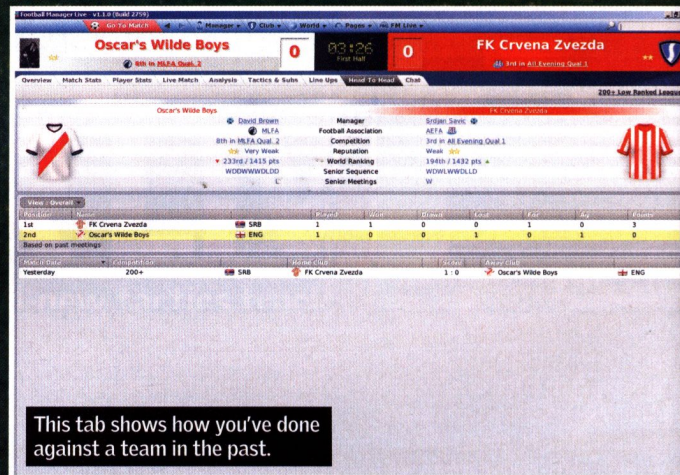 Football Manager Live - v1.1.0 (Build 2759)
Go To Match Manager Club World Pages FM Live
Oscar's Wilde Boys 0 03:26 First Half 0 FK Crvena Zvezda
8th in MLFA Qual. 2 3rd in All Evening Qual 1
Overview Match Stats Player Stats Live Match Analysis Tactics & Subs Line Ups Head To Head Chat
200+ Low Ranked League
Oscar's Wilde Boys FK Crvena Zvezda
David Brown Manager Srdjan Savic
MLFA Football Association AEFA
8th in MLFA Qual. 2 Competition 3rd in All Evening Qual 1
Very Weak Reputation Weak
233rd / 1415 pts World Ranking 194th / 1432 pts
WDDWWWDLDD Senior Sequence WDWLWWDLLD
L Senior Meetings W
View : Overall
Position Name Played Won Drawn Lost For Ag Points
1st FK Crvena Zvezda SRB 1 1 0 0 1 0 3
2nd Oscar's Wilde Boys ENG 1 0 0 1 0 1 0
Based on past meetings
Match Date Competition Home Club Score Away Club
Yesterday 200+ SRB FK Crvena Zvezda 1 : 0 Oscar's Wilde Boys ENG
This tab shows how you've done
against a team in the past.